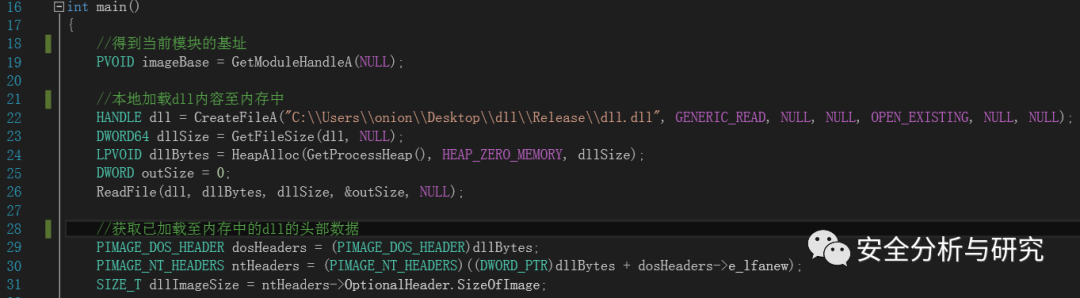 16 int main()
17 {
18 //得到当前模块的基址
19 PVOID imageBase = GetModuleHandleA(NULL);
20
21 //本地加载dll内容至内存中
22 HANDLE dll = CreateFileA("C:\\Users\\onion\\Desktop\\dll\\Release\\dll.dll", GENERIC_READ, NULL, NULL, OPEN_EXISTING, NULL, NULL);
23 DWORD64 dllSize = GetFileSize(dll, NULL);
24 LPVOID dllBytes = HeapAlloc(GetProcessHeap(), HEAP_ZERO_MEMORY, dllSize);
25 DWORD outSize = 0;
26 ReadFile(dll, dllBytes, dllSize, &outSize, NULL);
27
28 //获取已加载至内存中的dll的头部数据
29 PIMAGE_DOS_HEADER dosHeaders = (PIMAGE_DOS_HEADER)dllBytes;
30 PIMAGE_NT_HEADERS ntHeaders = (PIMAGE_NT_HEADERS)((DWORD_PTR)dllBytes + dosHeaders->e_lfanew);
31 SIZE_T dllImageSize = ntHeaders->OptionalHeader.SizeOfImage;
安全分析与研究